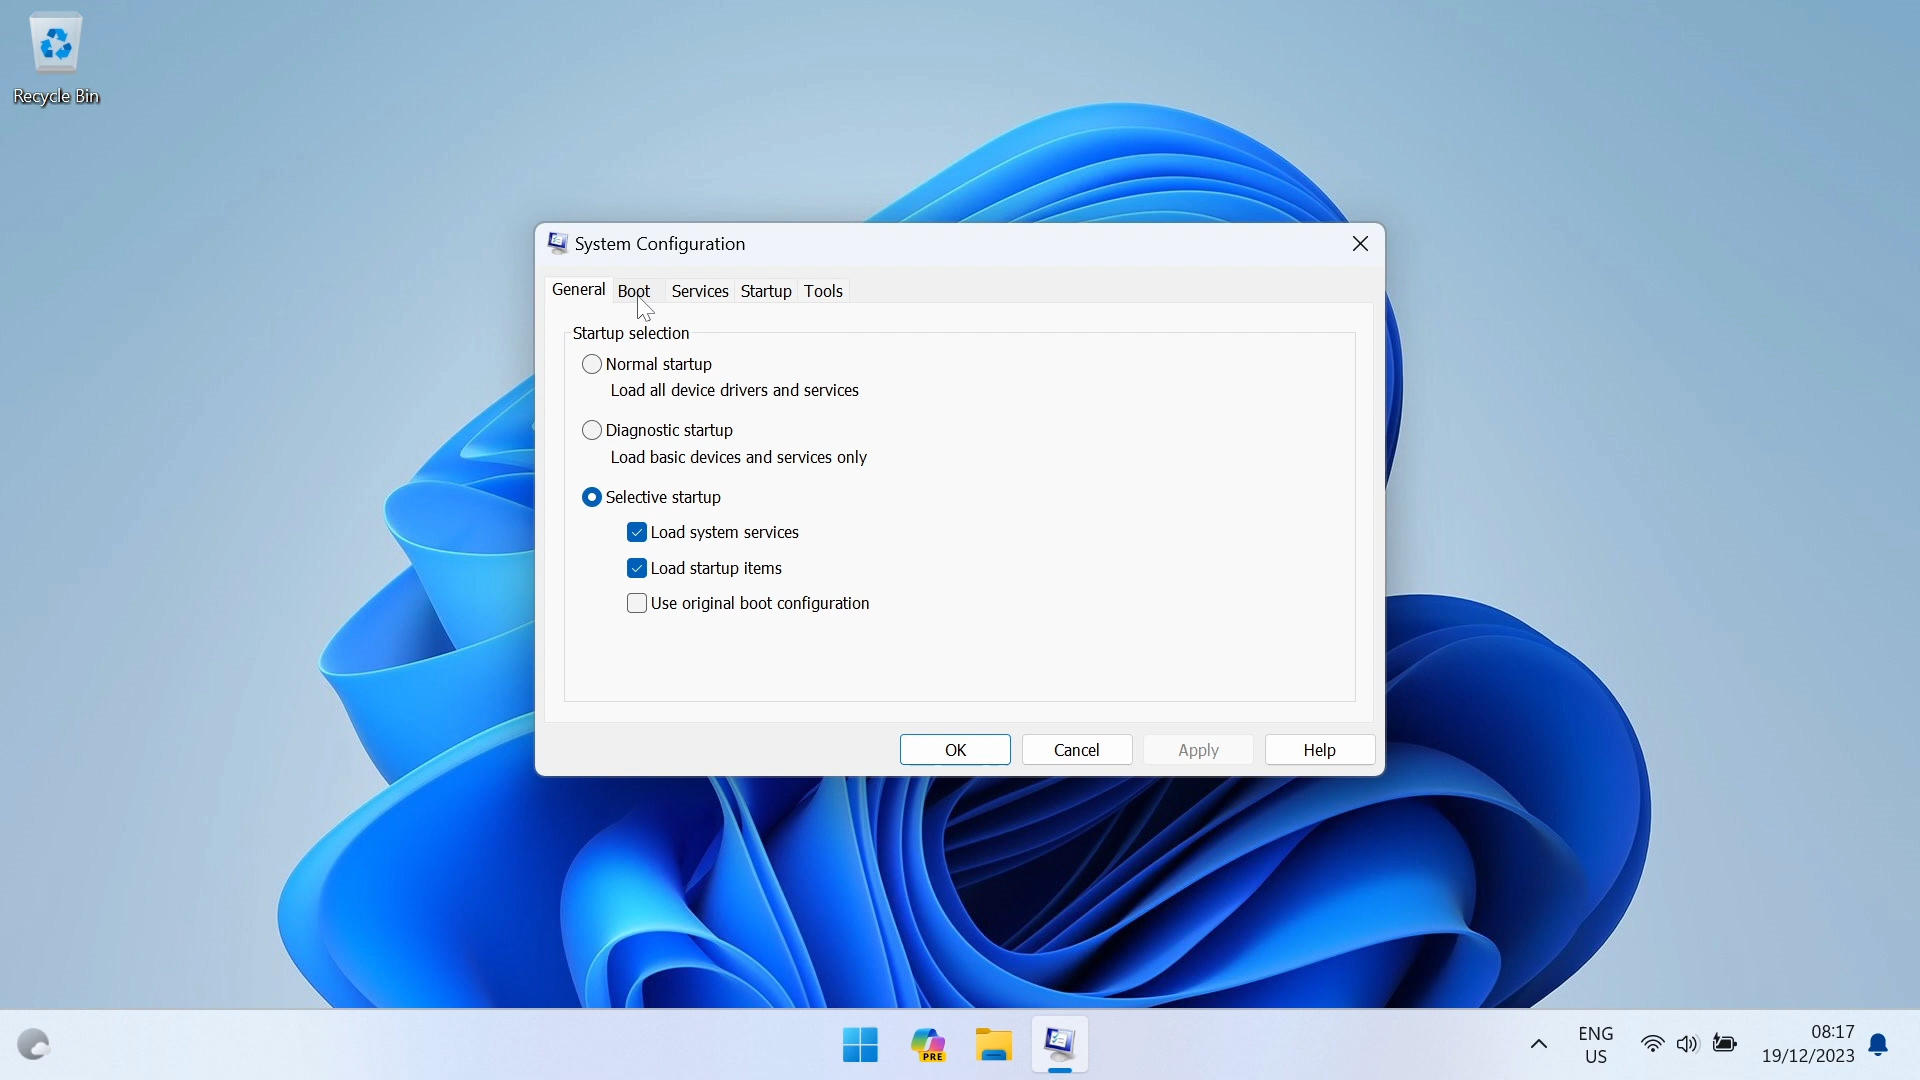 Recycle Bin
System Configuration
General Boot Services Startup Tools
Startup selection
Normal startup
Load all device drivers and services
Diagnostic startup
Load basic devices and services only
Selective startup
Load system services
Load startup items
Use original boot configuration
OK Cancel Apply Help
PRE
ENG
US
08:17
19/12/2023